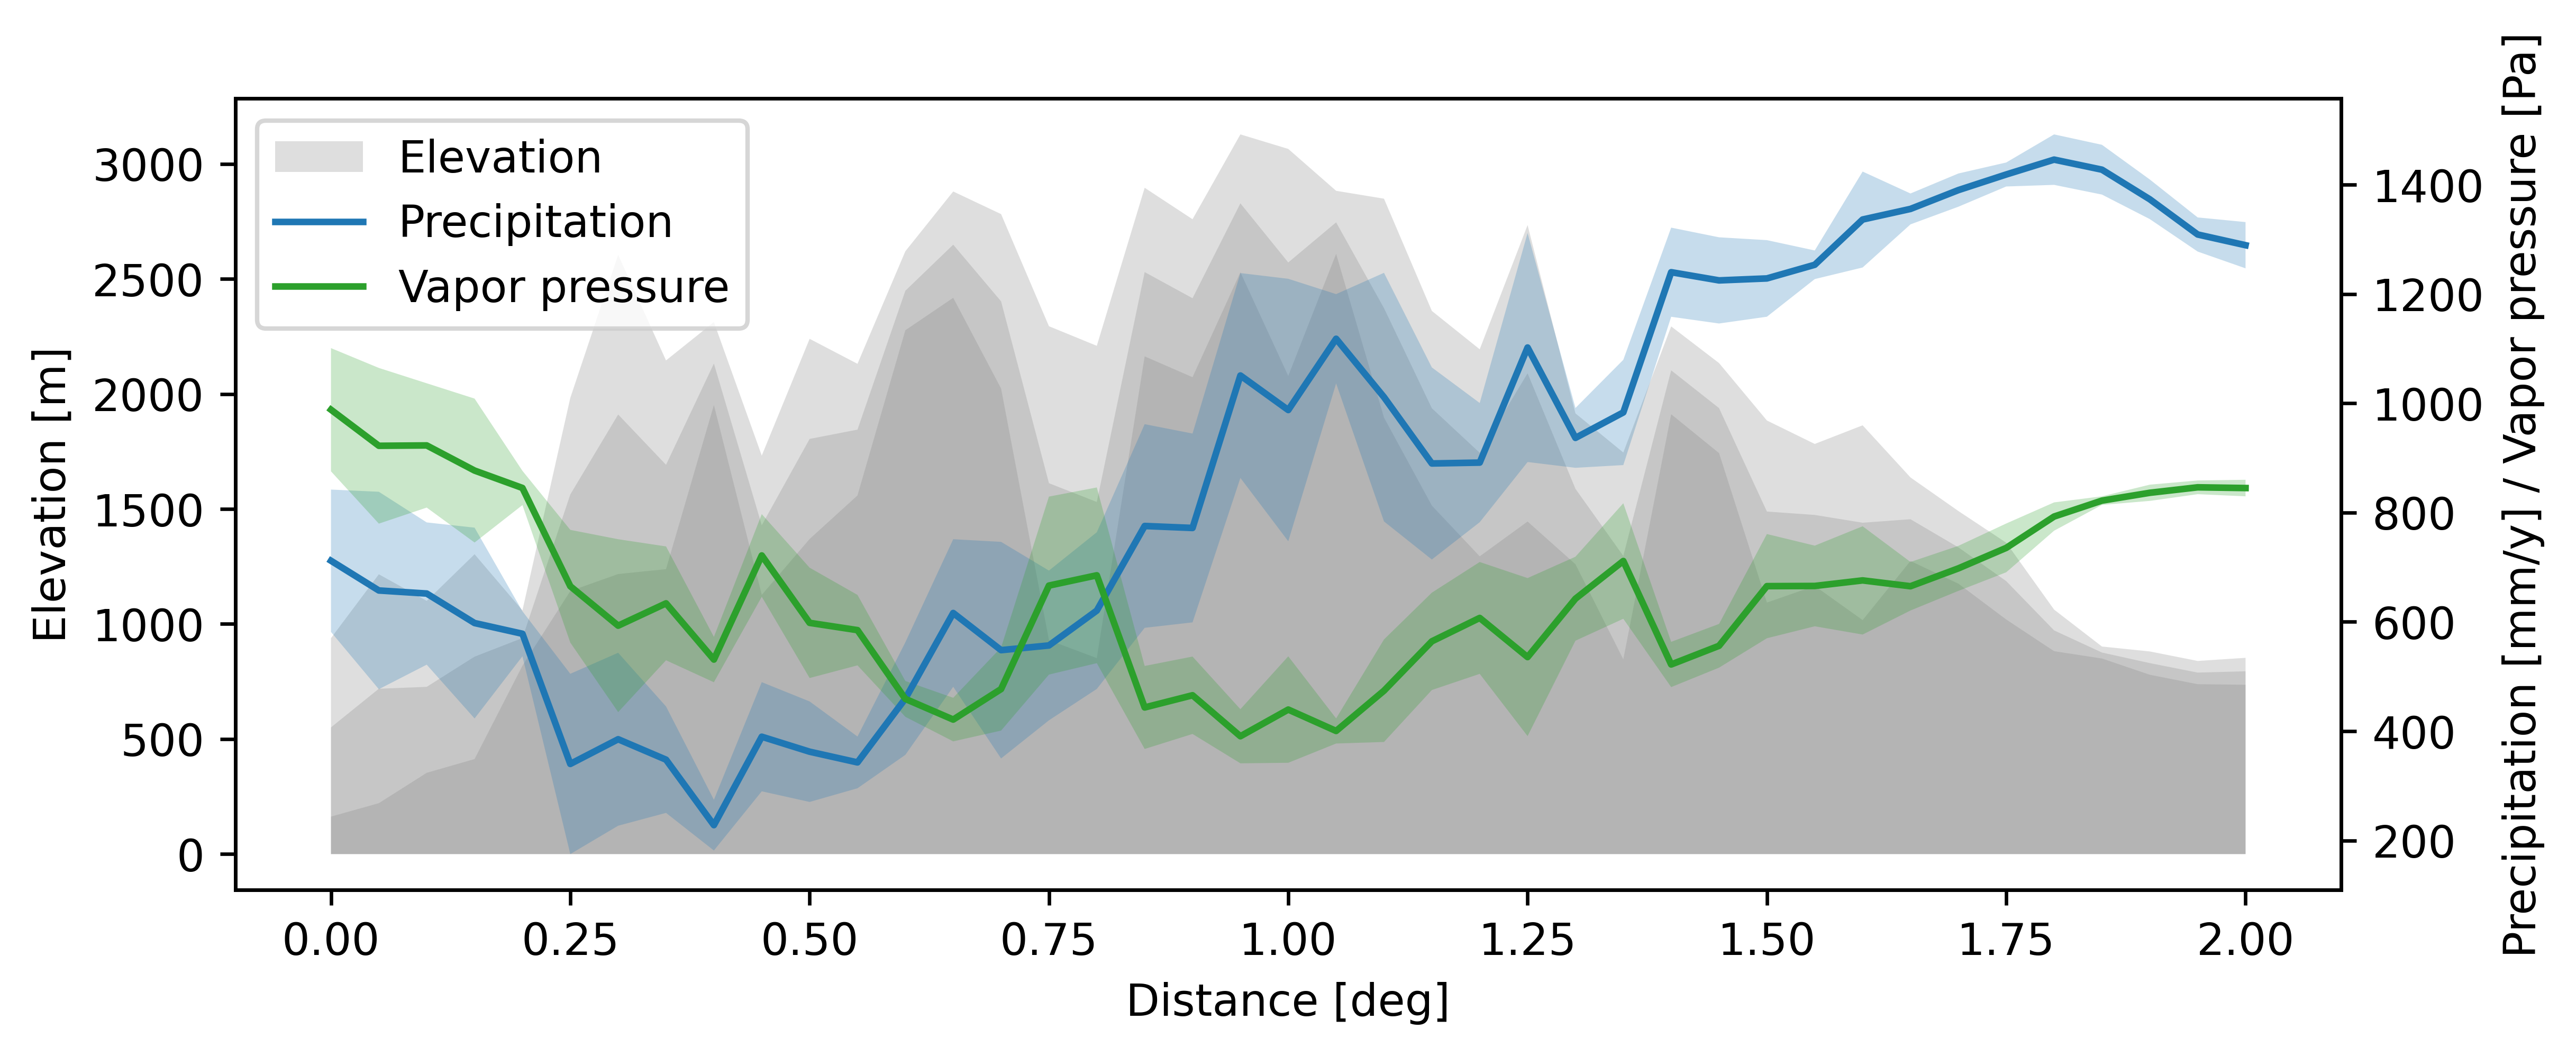 Elevation
Precipitation
Vapor pressure
Elevation [m]
3000
2500
2000
1500
1000
500
0
Precipitation [mm/y] / Vapor pressure [Pa]
1400
1200
1000
800
600
400
200
0.00 0.25 0.50 0.75 1.00 1.25 1.50 1.75 2.00
Distance [deg]